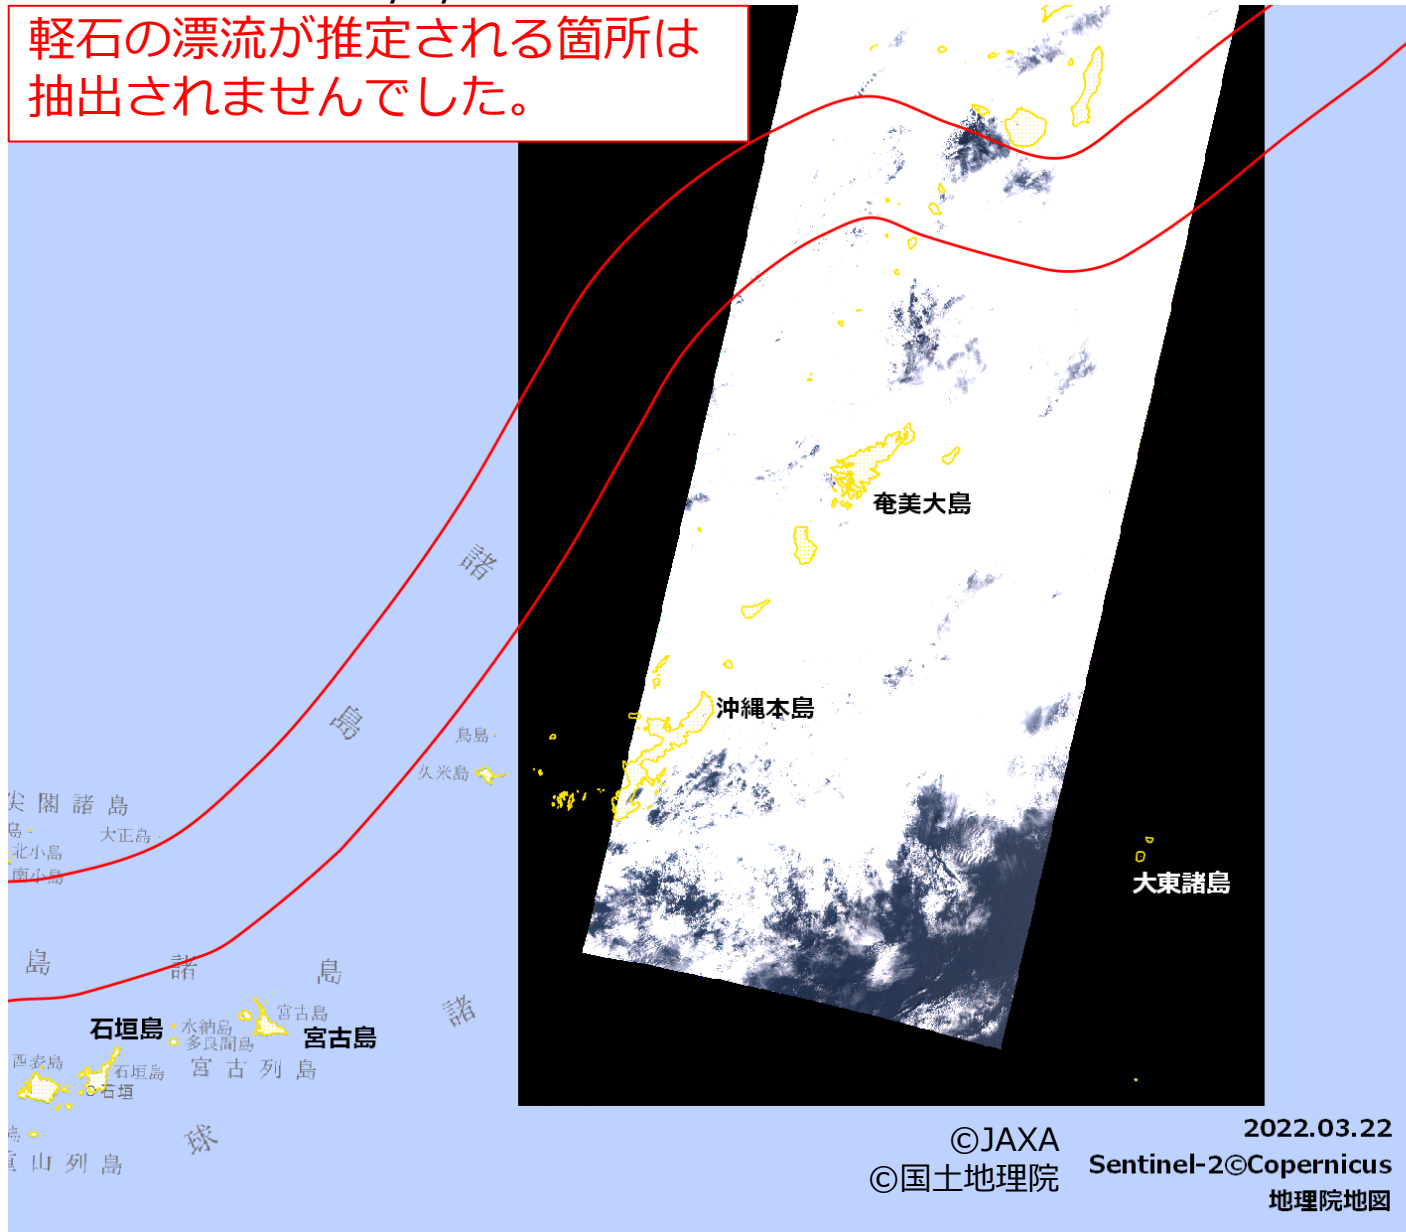 軽石の漂流が推定される箇所は
抽出されませんでした。
奄美大島
諸
沖縄本島
島
鳥島
久米島
尖閣諸島
大正島
北小島
南小島
大東諸島
島 諸 島
諸
宮古島
石垣島
水納島
宮古島
多良間島
西表島
石垣島
宮古列島
石垣
球
山列島
©JAXA
©国土地理院
2022.03.22
Sentinel-2©Copernicus
地理院地図